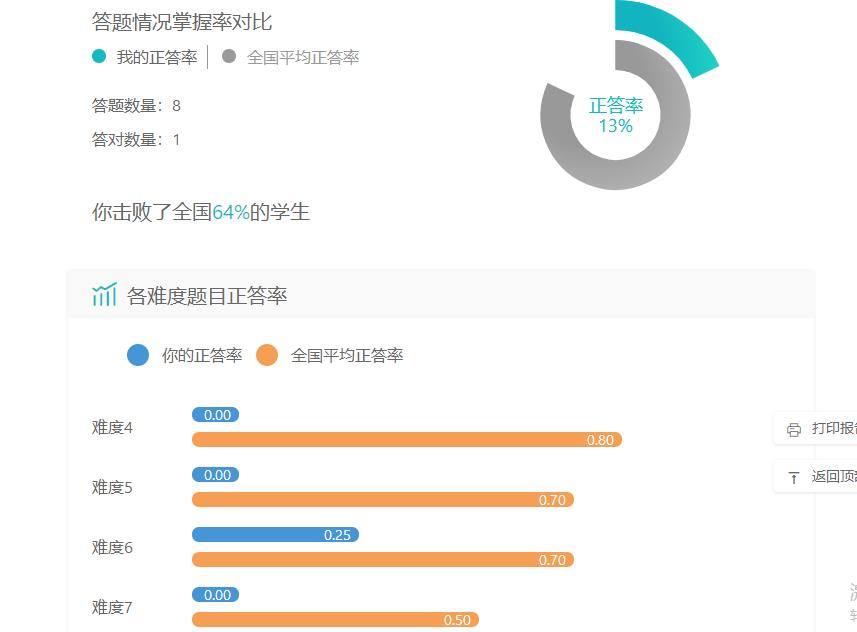 答题情况掌握率对比
我的正答率 全国平均正答率
答题数量：8
答对数量：1
正答率
13%
你击败了全国64%的学生
各难度题目正答率
你的正答率 全国平均正答率
难度4
0.00
0.80
难度5
0.00
0.70
难度6
0.25
0.70
难度7
0.00
0.50
打印报
返回顶